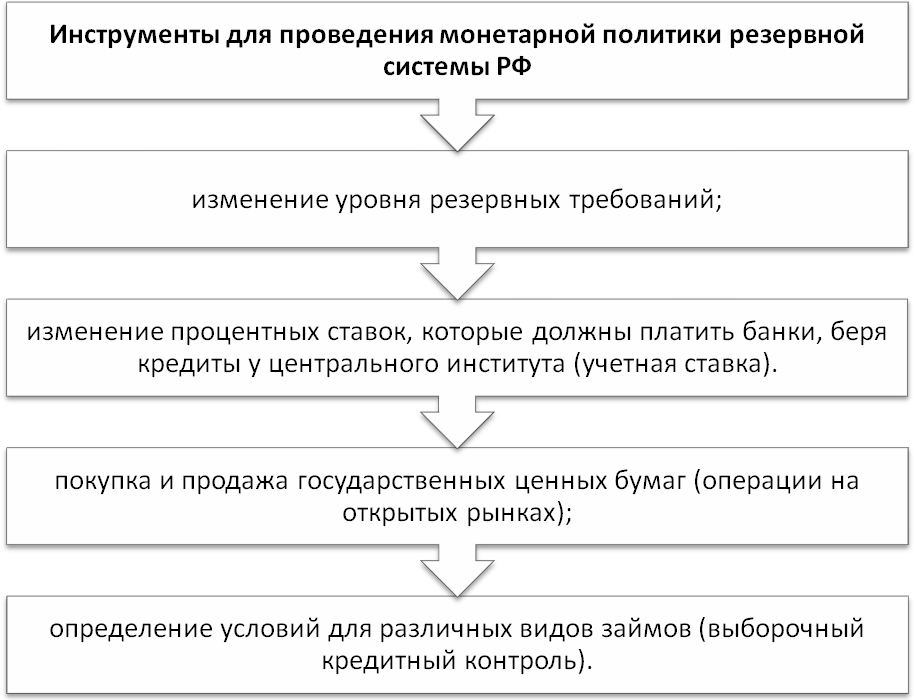 Инструменты для проведения монетарной политики резервной
системы РФ
изменение уровня резервных требований;
изменение процентных ставок, которые должны платить банки, беря
кредиты у центрального института (учетная ставка).
покупка и продажа государственных ценных бумаг (операции на
открытых рынках);
определение условий для различных видов займов (выборочный
кредитный контроль).